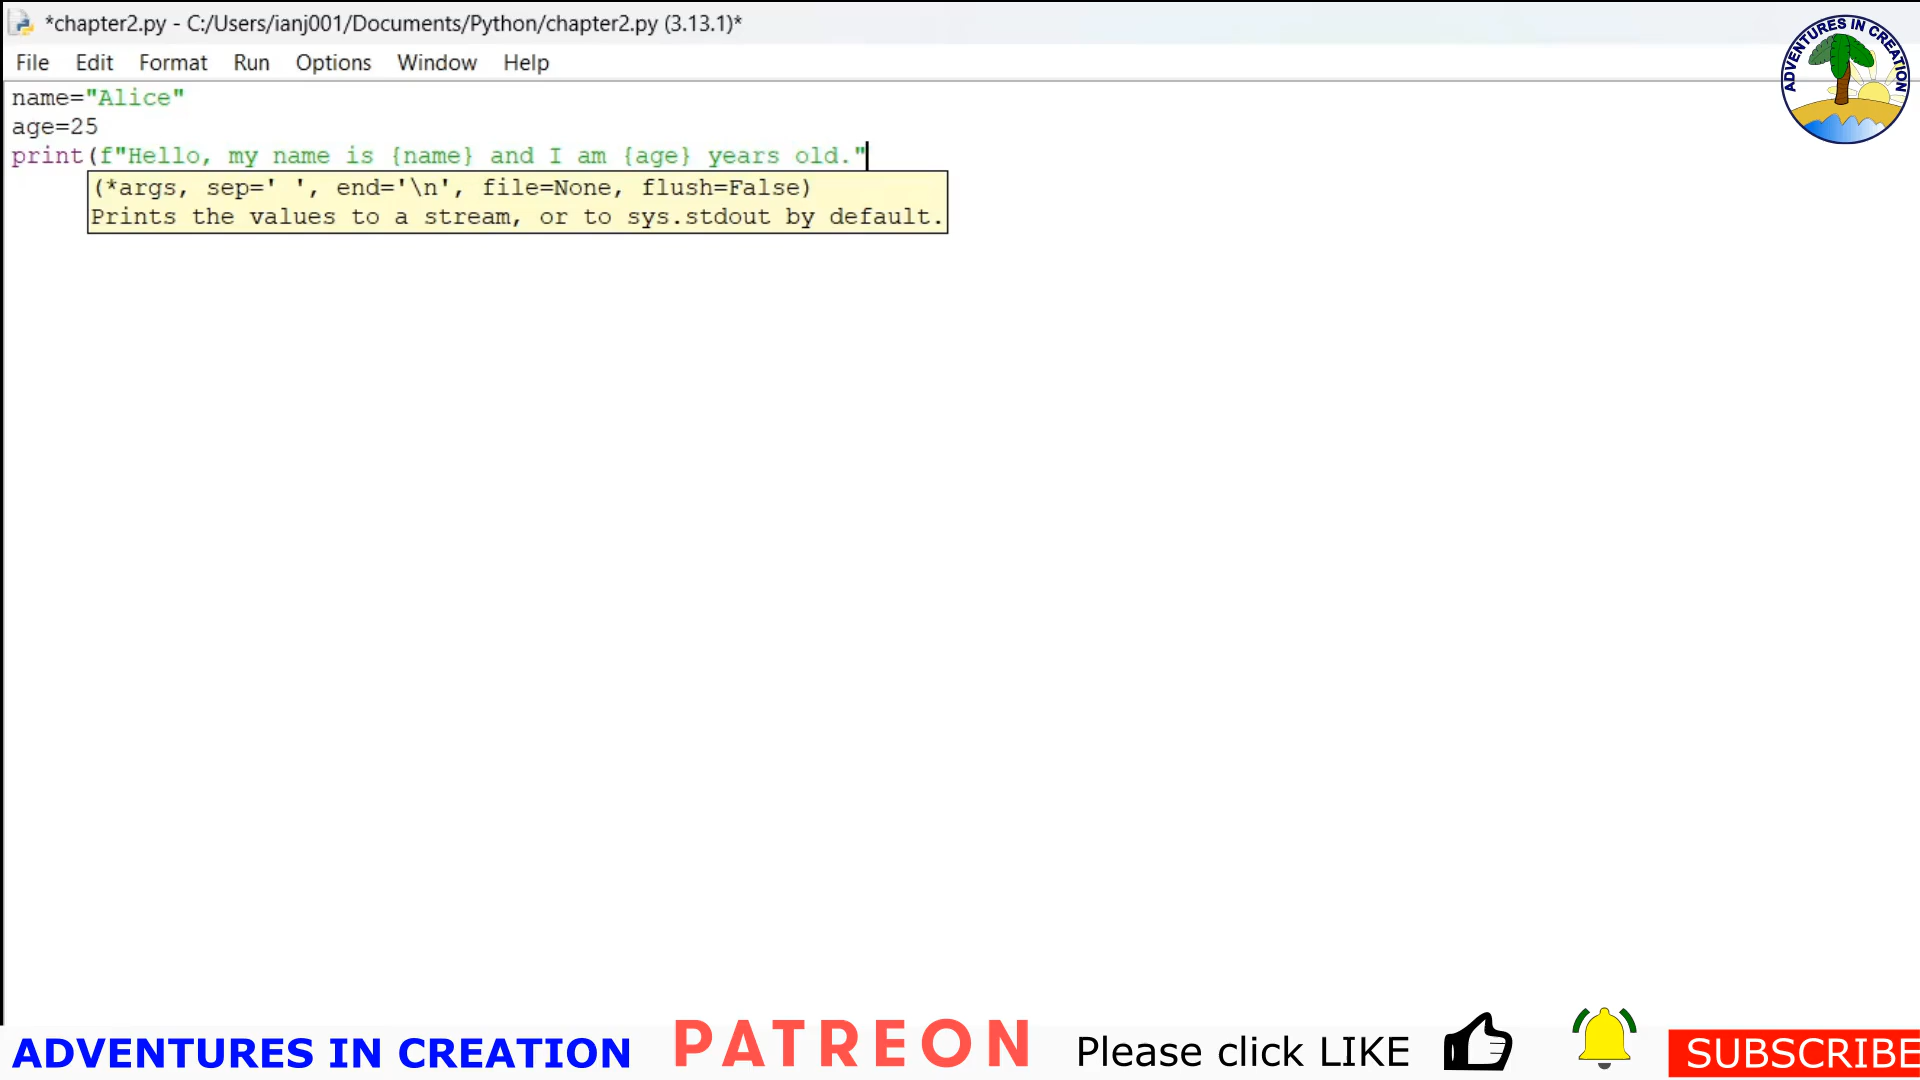 *chapter2.py - C:/Users/ianj001/Documents/Python/chapter2.py (3.13.1)*
File Edit Format Run Options Window Help
ADVENTURES IN CREATION
name="Alice"
age=25
print(f"Hello, my name is {name} and I am {age} years old."
(*args, sep=' ', end='\n', file=None, flush=False)
Prints the values to a stream, or to sys.stdout by default.
ADVENTURES IN CREATION PATREON Please click LIKE SUBSCRIBE